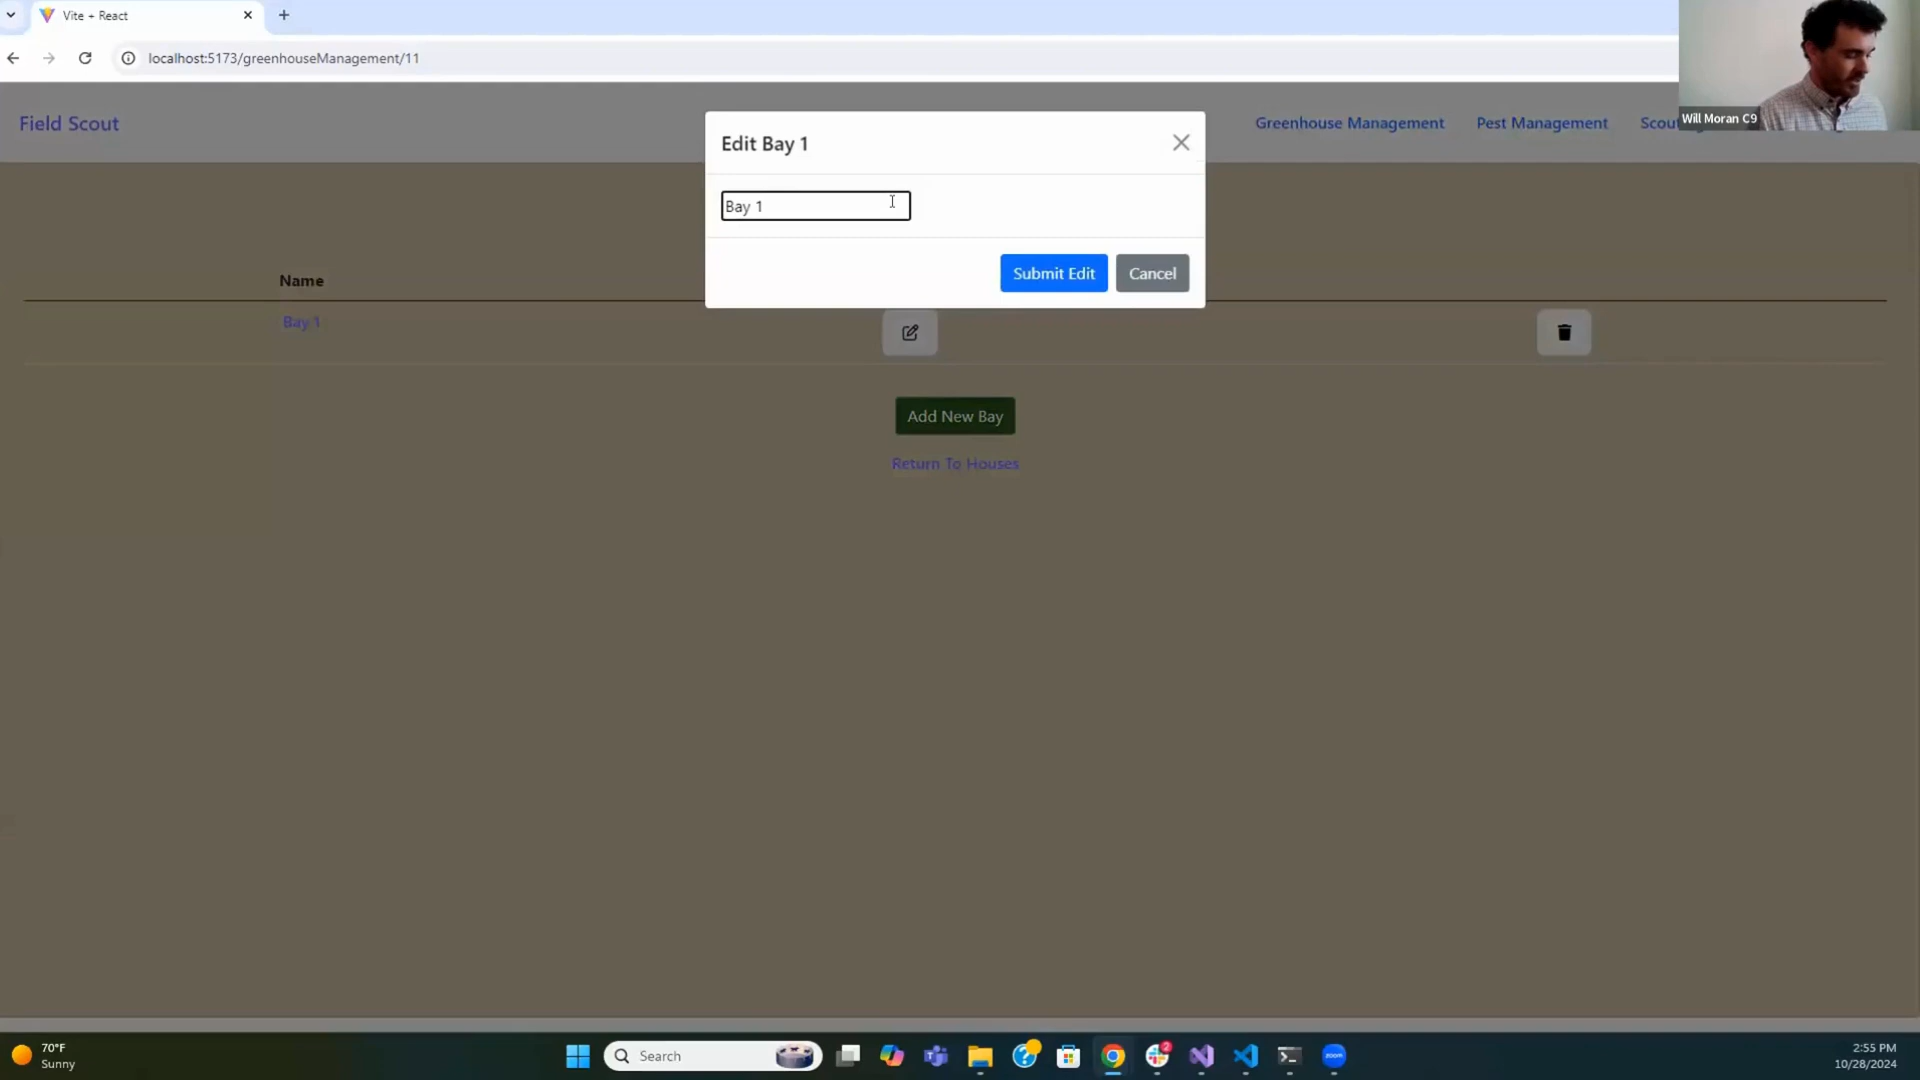 Vite + React
localhost:5173/greenhouseManagement/11
Will Moran C9
Field Scout
Greenhouse Management
Pest Management
Edit Bay 1
Bay 1
Submit Edit
Cancel
Name
Bay 1
Add New Bay
Return To Houses
70°F
Sunny
Search
2
zoom
2:55 PM
10/28/2024